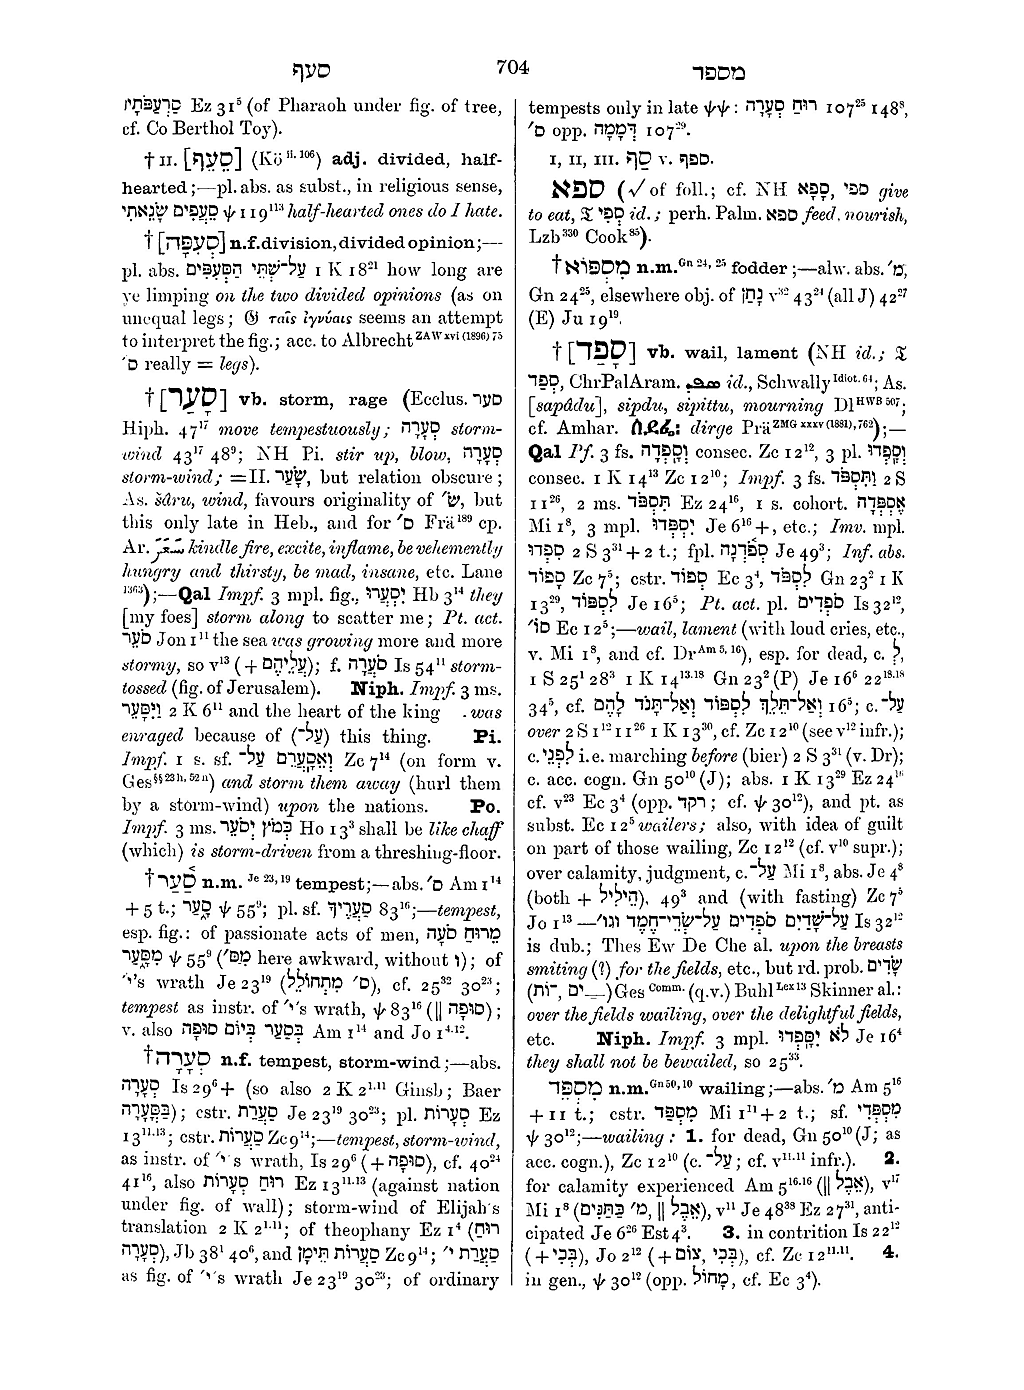 סעף 704 מספד
סַרְעַפֹּתָיו Ez 31⁵ (of Pharaoh under fig. of tree,
cf. Co Berthol Toy).
† II. [סֵעֵף] (Kö ii. 106) adj. divided, half-
hearted;—pl. abs. as subst., in religious sense,
סֵעֲפִים שָׂנֵאתִי ψ 119¹¹³ half-hearted ones do I hate.
† [סְעִפָּה] n.f. division, divided opinion;—
pl. abs. עַל־שְׁתֵּי הַסְּעִפִּים 1 K 18²¹ how long are
ye limping on the two divided opinions (as on
unequal legs; 𝔊 ταῖς ἰγνύαις seems an attempt
to interpret the fig.; acc. to Albrecht ZAW xvi (1896) 75
ס׳ really = legs).
† [סָעַר] vb. storm, rage (Ecclus. סער
Hiph. 47¹⁷ move tempestuously; סְעָרָה storm-
wind 43¹⁷ 48⁹; NH Pi. stir up, blow, סְעָרָה
storm-wind; = II. שׂער, but relation obscure;
As. šâru, wind, favours originality of שׂ׳, but
this only late in Heb., and for ס׳ Frä¹⁸⁹ cp.
Ar. سَعَرَ kindle fire, excite, inflame, be vehemently
hungry and thirsty, be mad, insane, etc. Lane
1363);—Qal Impf. 3 mpl. fig., יִסְעֲרוּ Hb 3¹⁴ they
[my foes] storm along to scatter me; Pt. act.
סֹעֵר Jon 1¹¹ the sea was growing more and more
stormy, so v¹³ (+ עֲלֵיהֶם); f. סֹעֲרָה Is 54¹¹ storm-
tossed (fig. of Jerusalem). Niph. Impf. 3 ms.
וַיִּסָּעֵר 2 K 6¹¹ and the heart of the king was
enraged because of (עַל־) this thing. Pi.
Impf. 1 s. sf. וְאֵסָעֲרֵם עַל־ Zc 7¹⁴ (on form v.
Ges §§ 23 h, 52 n) and storm them away (hurl them
by a storm-wind) upon the nations. Po.
Impf. 3 ms. כְּמֹץ יְסֹעֵר Ho 13³ shall be like chaff
(which) is storm-driven from a threshing-floor.
† סַעַר n.m. Je 23, 19 tempest;—abs. ס׳ Am 1¹⁴
+ 5 t.; סָעַר ψ 55⁹; pl. sf. סַעֲרֶךָ 83¹⁶;—tempest,
esp. fig.: of passionate acts of men, מֵרוּחַ סֹעָה
מִסָּעַר ψ 55⁹ (מִסּ׳ here awkward, without ו); of
י׳'s wrath Je 23¹⁹ (ס׳ מִתְחוֹלֵל), cf. 25³² 30²³;
tempest as instr. of י׳'s wrath, ψ 83¹⁶ (|| סוּפָה);
v. also בְּסַעַר בְּיוֹם סוּפָה Am 1¹⁴ and Jo 1⁴·¹².
† סְעָרָה n.f. tempest, storm-wind;—abs.
סְעָרָה Is 29⁶ + (so also 2 K 2¹·¹¹ Ginsb; Baer
בַּסְּעָרָה); cstr. סַעֲרַת Je 23¹⁹ 30²³; pl. סְעָרוֹת Ez
13¹¹·¹³; cstr. סַעֲרוֹת Zc 9¹⁴;—tempest, storm-wind,
as instr. of י׳'s wrath, Is 29⁶ (+ סוּפָה), cf. 40²⁴
41¹⁶, also רוּחַ סְעָרוֹת Ez 13¹¹·¹³ (against nation
under fig. of wall); storm-wind of Elijah's
translation 2 K 2¹·¹¹; of theophany Ez 1⁴ (רוּחַ
סְעָרָה), Jb 38¹ 40⁶, and סַעֲרוֹת תֵּימָן Zc 9¹⁴; סַעֲרַת י׳
as fig. of י׳'s wrath Je 23¹⁹ 30²³; of ordinary
tempests only in late ψψ: רוּחַ סְעָרָה 107²⁵ 148⁸,
ס׳ opp. דְּמָמָה 107²⁹.
I, II, III. סַף v. ספף.
ספא (√ of foll.; cf. NH סָפָא, ספי give
to eat, 𝔗 סְפֵי id.; perh. Palm. ספא feed, nourish,
Lzb³³⁰ Cook⁸⁵).
† מִסְפּוֹא n.m. Gn 24, 25 fodder;—alw. abs. מ׳,
Gn 24²⁵, elsewhere obj. of נָתַן v³² 43²⁴ (all J) 42²⁷
(E) Ju 19¹⁹.
† [סָפַד] vb. wail, lament (NH id.; 𝔗
סְפַד, ChrPalAram. ܣܦܕ id., Schwally Idiot. 64; As.
[sapâdu], sipdu, sipittu, mourning Dl HWB 507;
cf. Amhar. dirge Prä ZMG xxxv (1881), 762);—
Qal Pf. 3 fs. וְסָפְדָה consec. Zc 12¹², 3 pl. וְסָפְדוּ
consec. 1 K 14¹³ Zc 12¹⁰; Impf. 3 fs. וַתִּסְפֹּד 2 S
11²⁶, 2 ms. תִּסְפֹּד Ez 24¹⁶, 1 s. cohort. אֶסְפְּדָה
Mi 1⁸, 3 mpl. יִסְפְּדוּ Je 6¹⁶ +, etc.; Imv. mpl.
סִפְדוּ 2 S 3³¹ + 2 t.; fpl. סְפֹדְנָה Je 49³; Inf. abs.
סָפוֹד Zc 7⁵; cstr. סְפוֹד Ec 3⁴, לִסְפֹּד Gn 23² 1 K
13²⁹, לִסְפּוֹד Je 16⁵; Pt. act. pl. סֹפְדִים Is 32¹²,
סוֹ׳ Ec 12⁵;—wail, lament (with loud cries, etc.,
v. Mi 1⁸, and cf. Dr Am 5, 16), esp. for dead, c. לְ,
1 S 25¹ 28³ 1 K 14¹³·¹⁸ Gn 23² (P) Je 16⁶ 22¹⁸·¹⁸
34⁵, cf. וְאַל־תֵּלֵךְ לִסְפּוֹד וְאַל־תָּנֹד לָהֶם 16⁵; c. עַל־
over 2 S 1¹² 11²⁶ 1 K 13³⁰, cf. Zc 12¹⁰ (see v¹² infr.);
c. לִפְנֵי i.e. marching before (bier) 2 S 3³¹ (v. Dr);
c. acc. cogn. Gn 50¹⁰ (J); abs. 1 K 13²⁹ Ez 24¹⁶
cf. v²³ Ec 3⁴ (opp. רקד; cf. ψ 30¹²), and pt. as
subst. Ec 12⁵ wailers; also, with idea of guilt
on part of those wailing, Zc 12¹² (cf. v¹⁰ supr.);
over calamity, judgment, c. עַל־ Mi 1⁸, abs. Je 4⁸
(both + הֵילִיל), 49³ and (with fasting) Zc 7⁵
Jo 1¹³ —עַל־שָׁדַיִם סֹפְדִים עַל־שְׂדֵי־חֶמֶד וגו׳ Is 32¹²
is dub.; Thes Ew De Che al. upon the breasts
smiting (?) for the fields, etc., but rd. prob. שָׂדִים
(ים, ־וֹת—) Ges Comm. (q.v.) Buhl Lex 13 Skinner al.:
over the fields wailing, over the delightful fields,
etc. Niph. Impf. 3 mpl. לֹא יִסָּפְדוּ Je 16⁴
they shall not be bewailed, so 25³³.
מִסְפֵּד n.m. Gn 50, 10 wailing;—abs. מ׳ Am 5¹⁶
+ 11 t.; cstr. מִסְפַּד Mi 1¹¹ + 2 t.; sf. מִסְפְּדִי
ψ 30¹²;—wailing: 1. for dead, Gn 50¹⁰ (J; as
acc. cogn.), Zc 12¹⁰ (c. עַל־; cf. v¹¹·¹¹ infr.). 2.
for calamity experienced Am 5¹⁶·¹⁶ (|| אֵבֶל), v¹⁷
Mi 1⁸ (מ׳ כַּתַּנִּים, || אֵבֶל), v¹¹ Je 48³⁸ Ez 27³¹, anti-
cipated Je 6²⁶ Est 4³. 3. in contrition Is 22¹²
(+ בְּכִי), Jo 2¹² (+ צוֹם, בְּכִי), cf. Zc 12¹¹·¹¹. 4.
in gen., ψ 30¹² (opp. מָחוֹל, cf. Ec 3⁴).